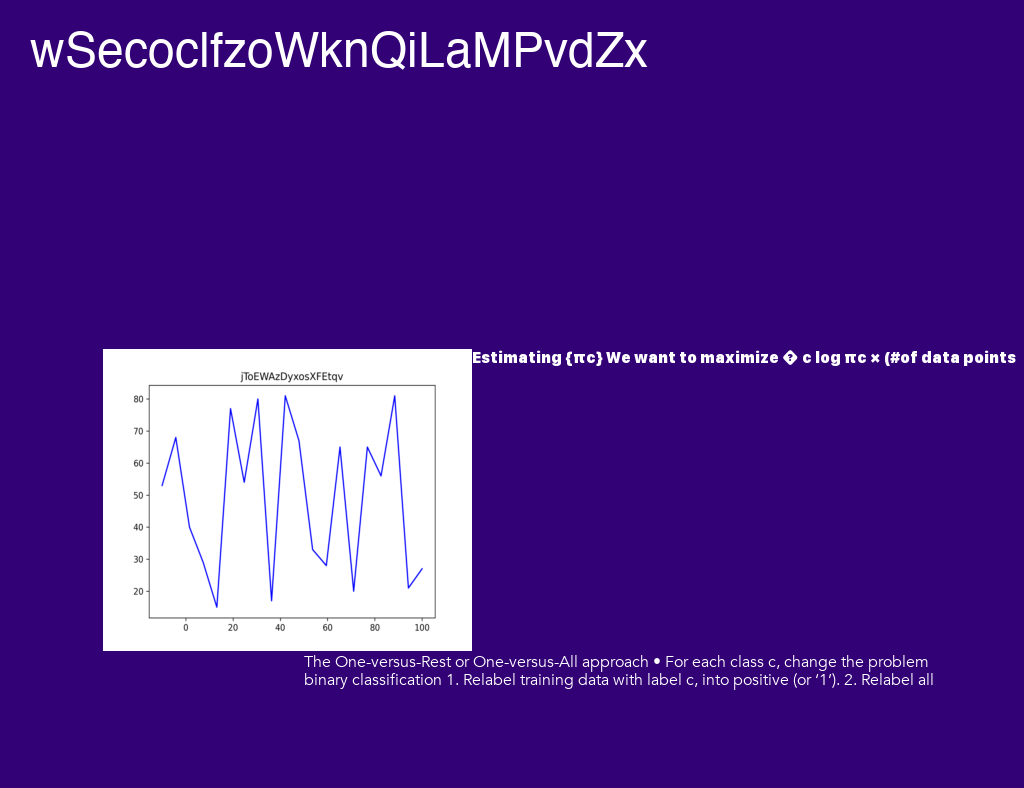 wSecoclfzoWknQiLaMPvdZx
Estimating {πc} We want to maximize � c log πc × (#of data points
jToEWAzDyxosXFEtqv
80
70
60
50
40
30
20
0 20 40 60 80 100
The One-versus-Rest or One-versus-All approach • For each class c, change the problem
binary classification 1. Relabel training data with label c, into positive (or ‘1’). 2. Relabel all